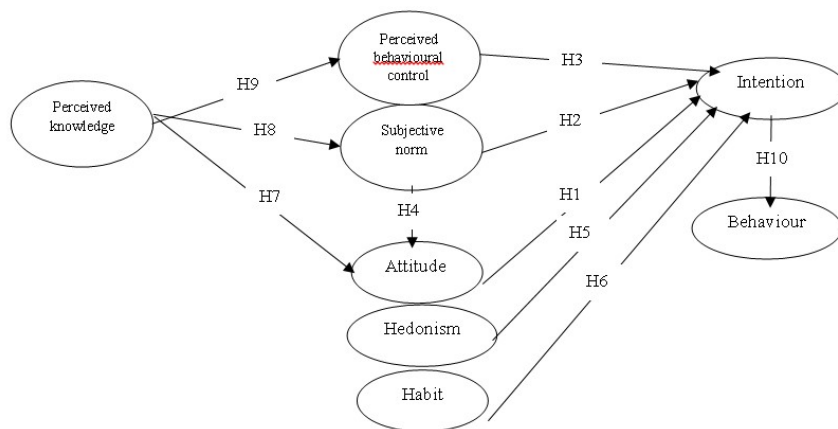 Perceived
behavioural
control
H3
Intention
H9
Perceived
knowledge
H8
Subjective
norm
H2
H10
H7
H4
H1
Behaviour
H5
Attitude
H6
Hedonism
Habit